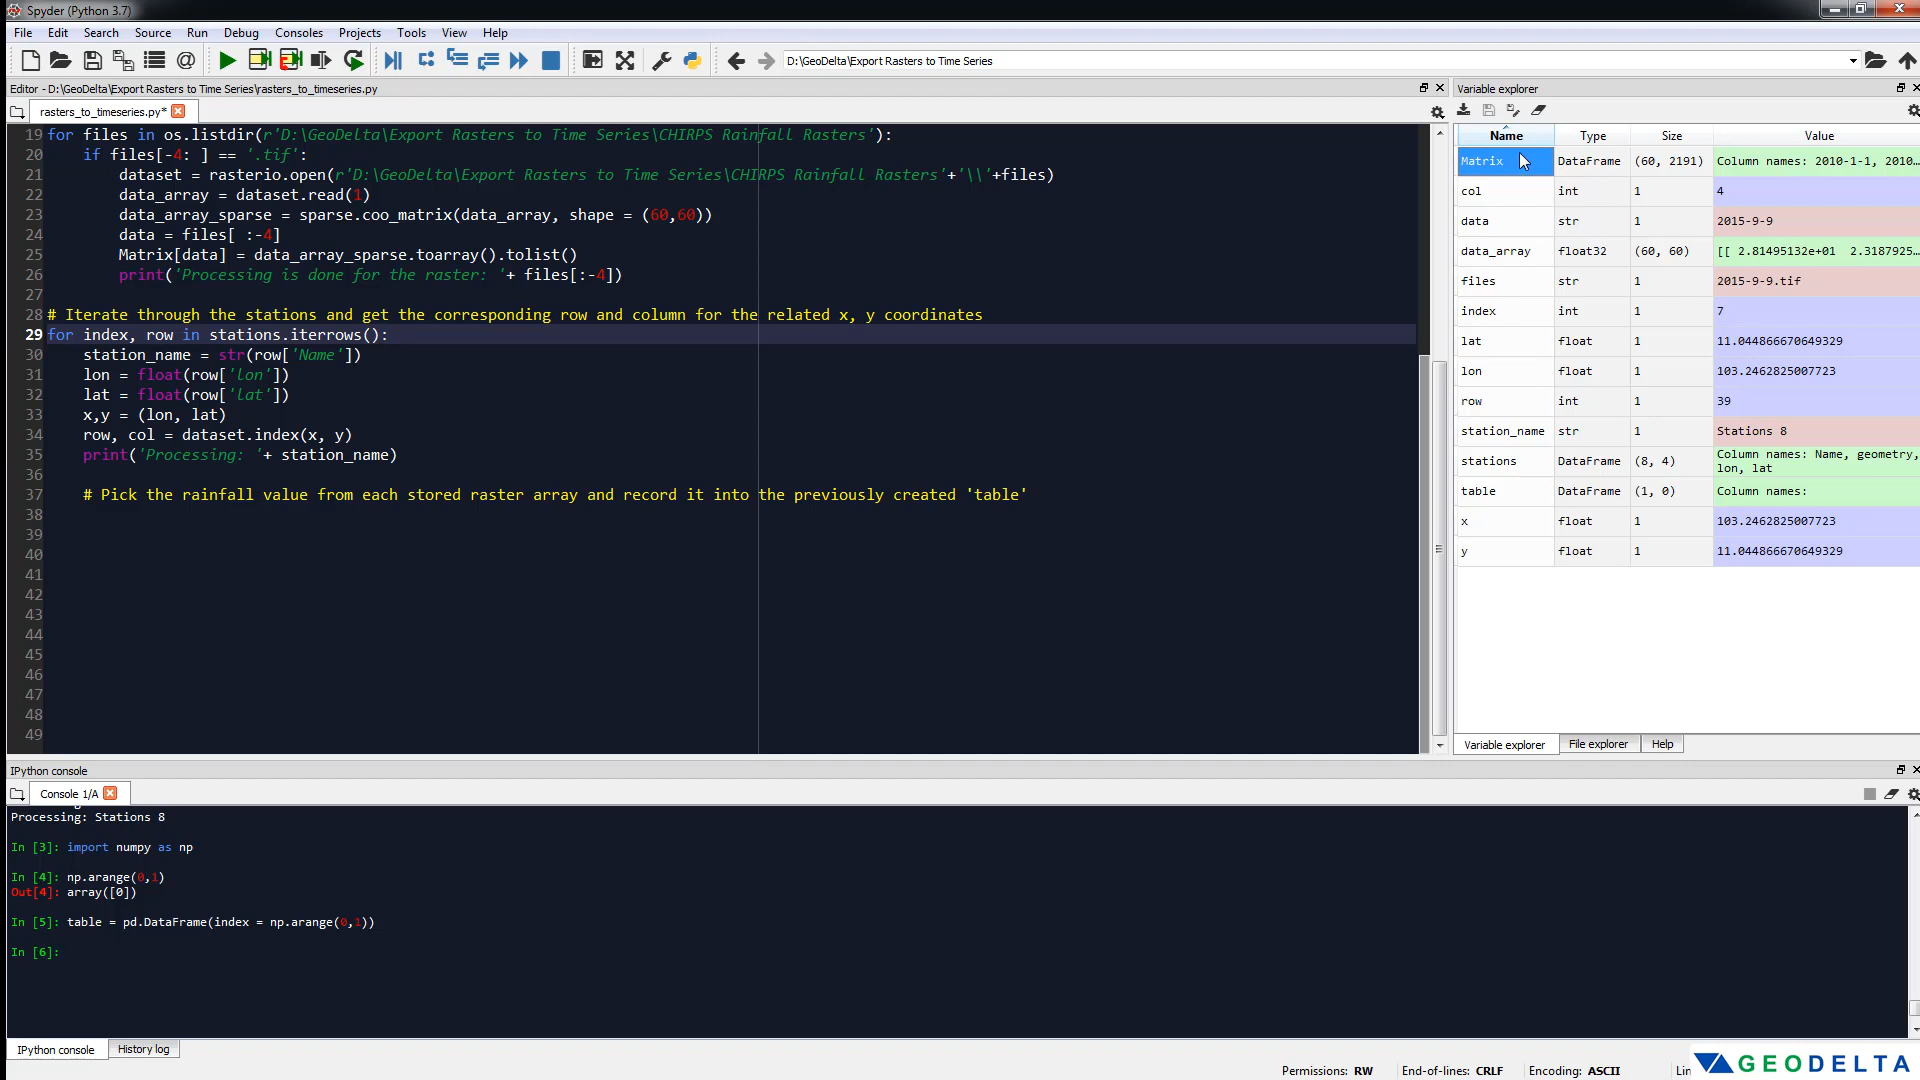 Spyder (Python 3.7)
File Edit Search Source Run Debug Consoles Projects Tools View Help
D:\GeoDelta\Export Rasters to Time Series
Editor - D:\GeoDelta\Export Rasters to Time Series\rasters_to_timeseries.py
rasters_to_timeseries.py*
19 for files in os.listdir(r'D:\GeoDelta\Export Rasters to Time Series\CHIRPS Rainfall Rasters'):
20 if files[-4: ] == '.tif':
21 dataset = rasterio.open(r'D:\GeoDelta\Export Rasters to Time Series\CHIRPS Rainfall Rasters'+'\\'+files)
22 data_array = dataset.read(1)
23 data_array_sparse = sparse.coo_matrix(data_array, shape = (60,60))
24 data = files[ :-4]
25 Matrix[data] = data_array_sparse.toarray().tolist()
26 print('Processing is done for the raster: '+ files[:-4])
27
28 # Iterate through the stations and get the corresponding row and column for the related x, y coordinates
29 for index, row in stations.iterrows():
30 station_name = str(row['Name'])
31 lon = float(row['lon'])
32 lat = float(row['lat'])
33 x,y = (lon, lat)
34 row, col = dataset.index(x, y)
35 print('Processing: '+ station_name)
36
37 # Pick the rainfall value from each stored raster array and record it into the previously created 'table'
38
39
40
41
42
43
44
45
46
47
48
49
Variable explorer
Name Type Size Value
Matrix DataFrame (60, 2191) Column names: 2010-1-1, 2010...
col int 1 4
data str 1 2015-9-9
data_array float32 (60, 60) [[ 2.81495132e+01 2.3187925...
files str 1 2015-9-9.tif
index int 1 7
lat float 1 11.044866670649329
lon float 1 103.2462825007723
row int 1 39
station_name str 1 Stations 8
stations DataFrame (8, 4) Column names: Name, geometry,
lon, lat
table DataFrame (1, 0) Column names:
x float 1 103.2462825007723
y float 1 11.044866670649329
Variable explorer File explorer Help
IPython console
Console 1/A
Processing: Stations 8
In [3]: import numpy as np
In [4]: np.arange(0,1)
Out[4]: array([0])
In [5]: table = pd.DataFrame(index = np.arange(0,1))
In [6]:
IPython console History log
Permissions: RW End-of-lines: CRLF Encoding: ASCII
GEODELTA